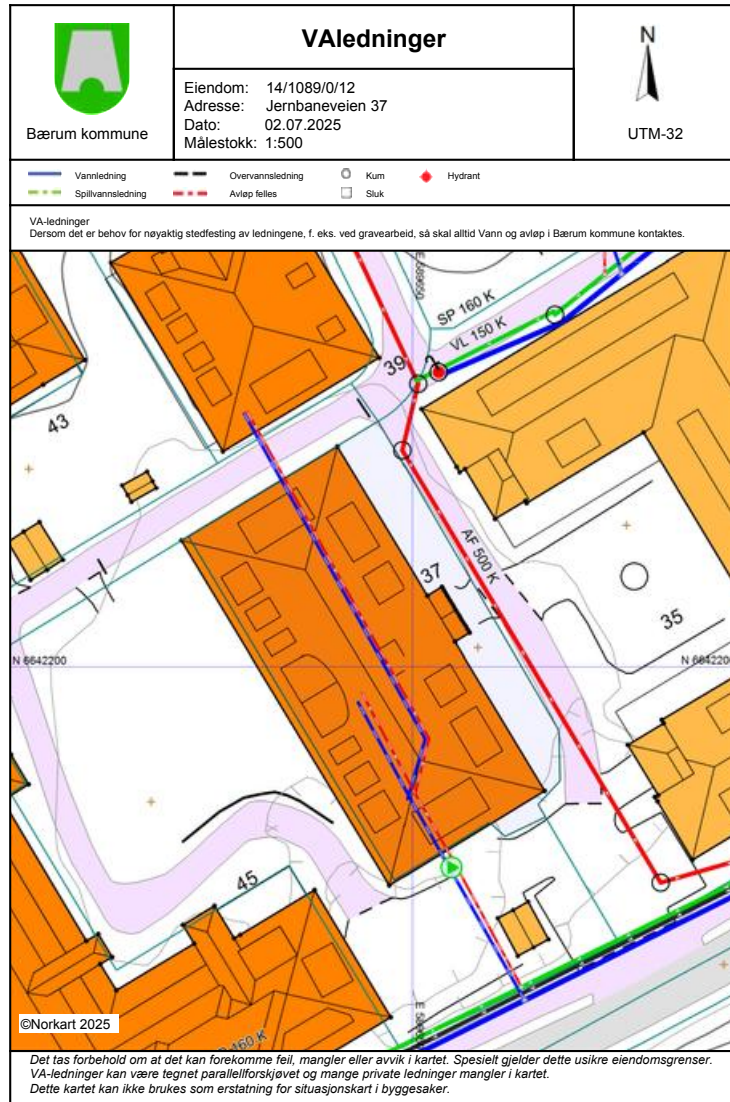 VAledninger
Bærum kommune
Eiendom: 14/1089/0/12
Adresse: Jernbaneveien 37
Dato: 02.07.2025
Målestokk: 1:500
N
UTM-32
Vannledning
Overvannsledning
Kum
Hydrant
Spillvannsledning
Avløp felles
Sluk
VA-ledninger
Dersom det er behov for nøyaktig stedfesting av ledningene, f. eks. ved gravearbeid, så skal alltid Vann og avløp i Bærum kommune kontaktes.
SP 160 K
VL 150 K
39
43
AF 500 K
37
35
N 6642200
N 6642200
45
©Norkart 2025
160 K
Det tas forbehold om at det kan forekomme feil, mangler eller avvik i kartet. Spesielt gjelder dette usikre eiendomsgrenser.
VA-ledninger kan være tegnet parallellforskjøvet og mange private ledninger mangler i kartet.
Dette kartet kan ikke brukes som erstatning for situasjonskart i byggesaker.